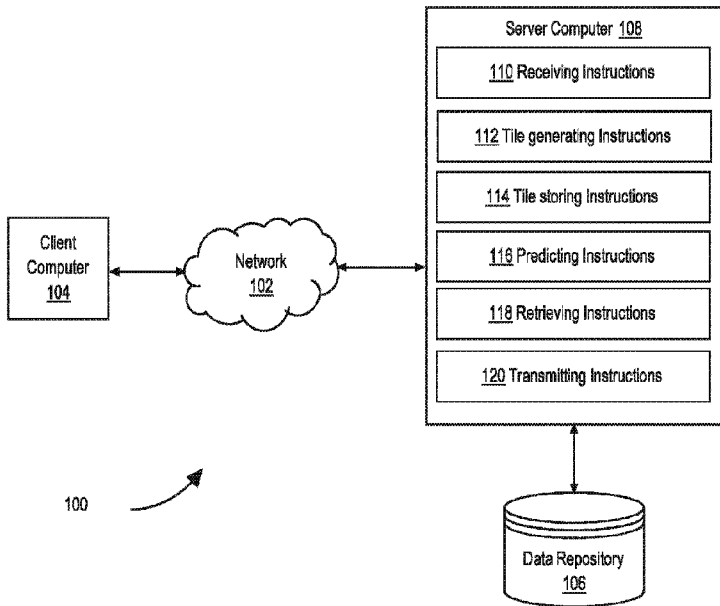 Server Computer 108
110 Receiving Instructions
112 Tile generating Instructions
114 Tile storing Instructions
116 Predicting Instructions
118 Retrieving Instructions
120 Transmitting Instructions
Client
Computer
104
Network
102
100
Data Repository
106